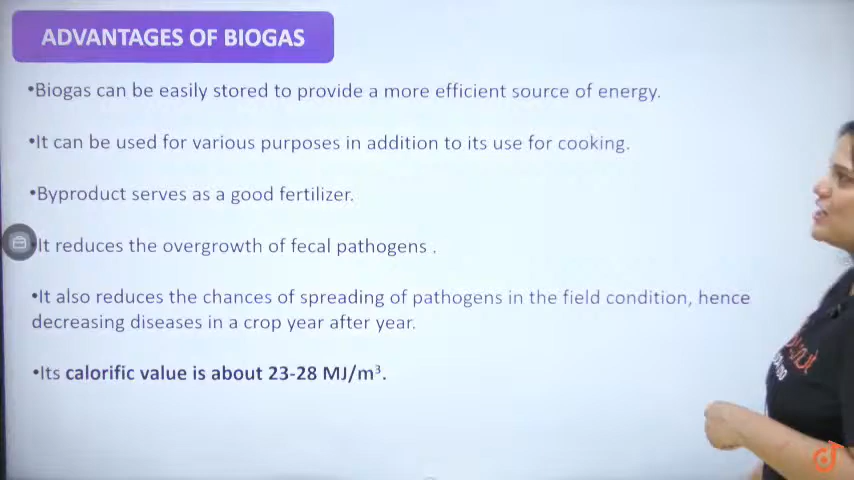 ADVANTAGES OF BIOGAS
•Biogas can be easily stored to provide a more efficient source of energy.
•It can be used for various purposes in addition to its use for cooking.
•Byproduct serves as a good fertilizer.
•It reduces the overgrowth of fecal pathogens .
•It also reduces the chances of spreading of pathogens in the field condition, hence
decreasing diseases in a crop year after year.
•Its calorific value is about 23-28 MJ/m³.